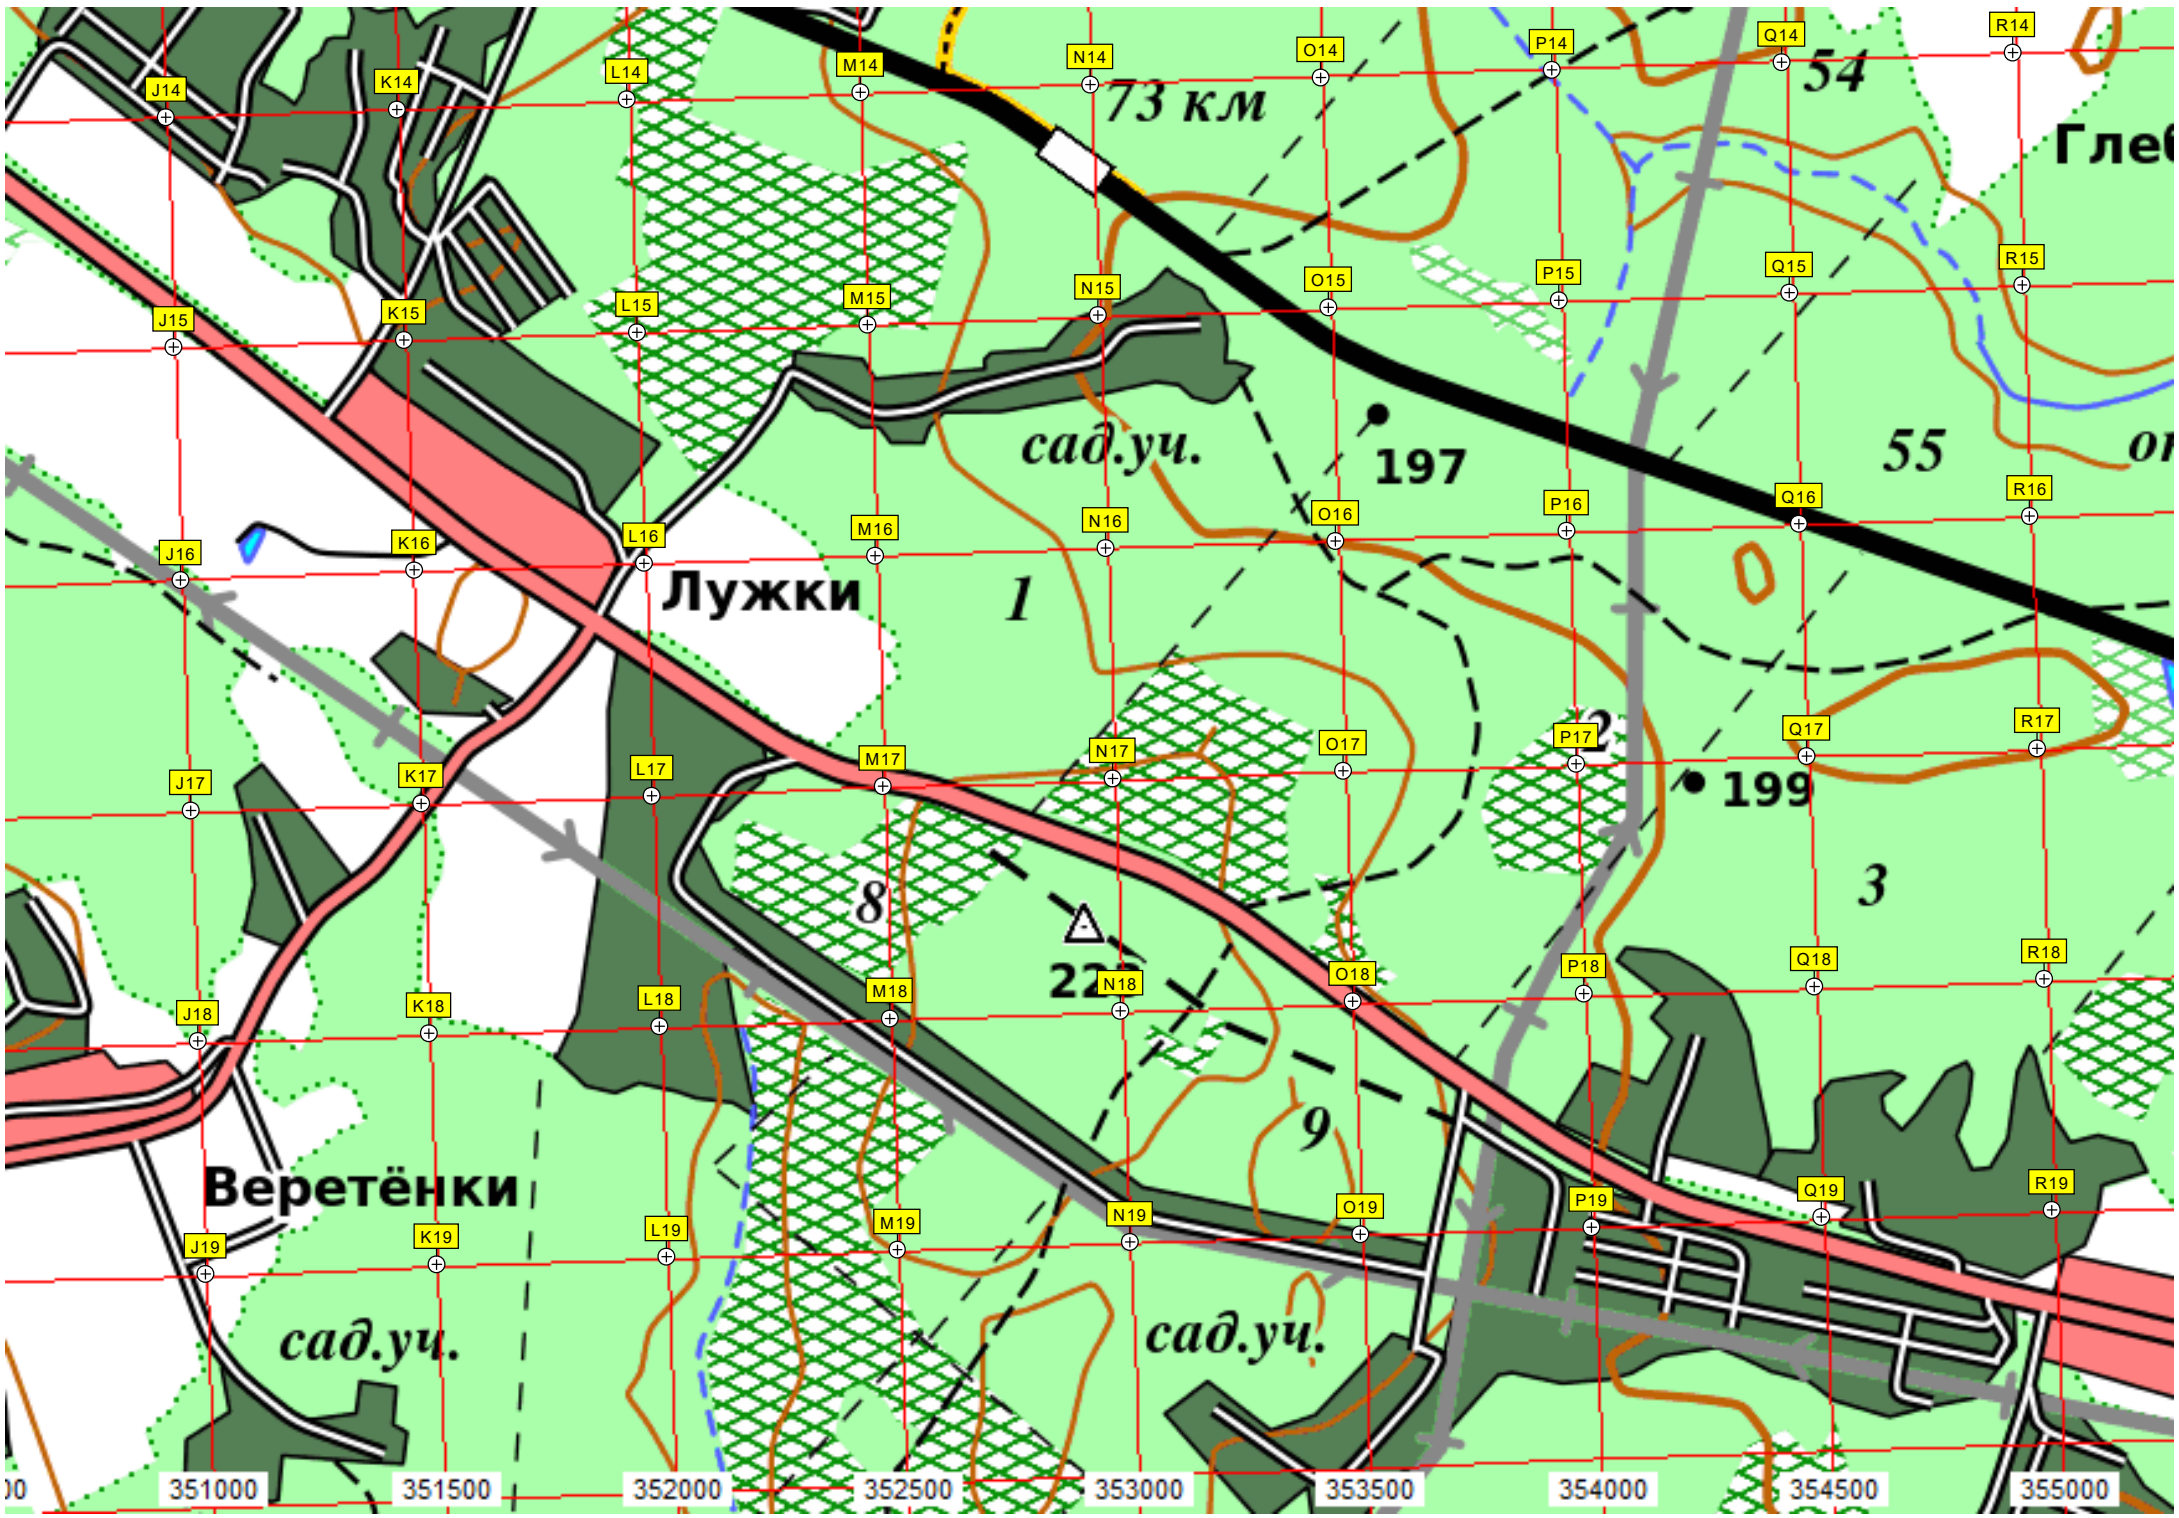 J14 K14 L14 M14 N14 O14 P14 Q14 R14
73 км
54
J15 K15 L15 M15 N15 O15 P15 Q15 R15
сад.уч.
197
55
J16 K16 L16 M16 N16 O16 P16 Q16 R16
Лужки
1
2
J17 K17 L17 M17 N17 O17 P17 Q17 R17
199
8
3
J18 K18 L18 M18 N18 O18 P18 Q18 R18
9
Веретёнки
J19 K19 L19 M19 N19 O19 P19 Q19 R19
сад.уч.
сад.уч.
351000 351500 352000 352500 353000 353500 354000 354500 355000